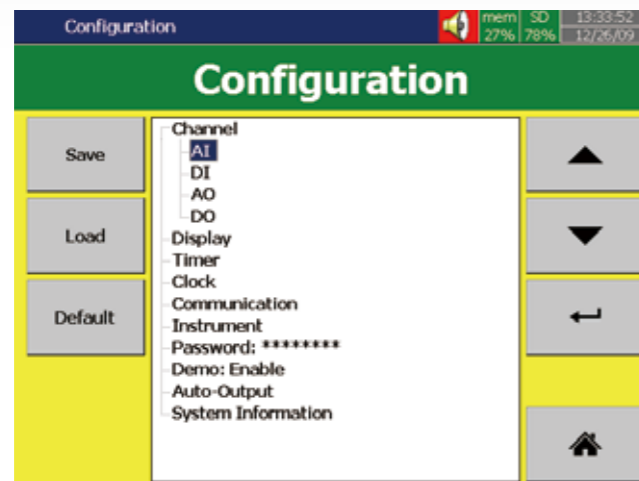 Configuration
mem SD 13:33:52
27% 78% 12/26/09
Configuration
Save
Load
Default
Channel
AI
DI
AO
DO
Display
Timer
Clock
Communication
Instrument
Password: ********
Demo: Enable
Auto-Output
System Information